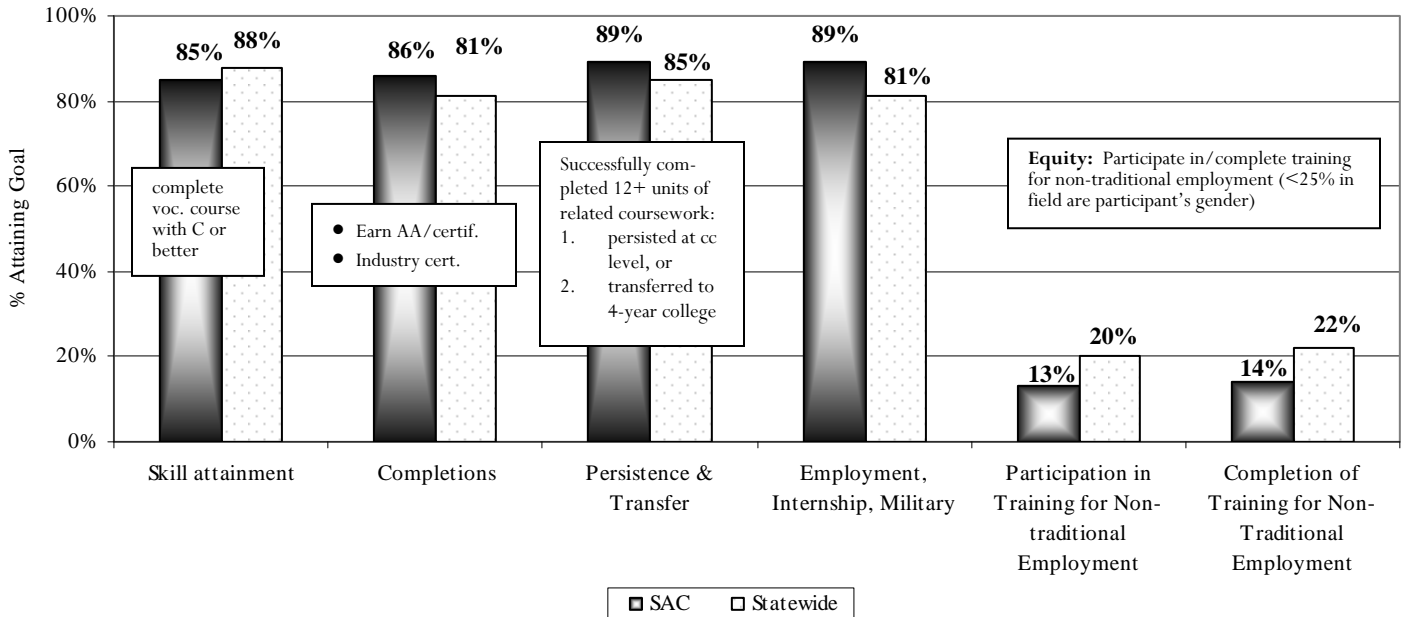 100%
80%
60%
40%
20%
0%
% Attaining Goal
85%
88%
86%
81%
89%
85%
89%
81%
13%
20%
14%
22%
complete
voc. course
with C or
better
● Earn AA/certif.
● Industry cert.
Successfully com-
pleted 12+ units of
related coursework:
1. persisted at cc
level, or
2. transferred to
4-year college
Equity: Participate in/complete training
for non-traditional employment (<25% in
field are participant's gender)
Skill attainment
Completions
Persistence &
Transfer
Employment,
Internship, Military
Participation in
Training for Non-
traditional
Employment
Completion of
Training for Non-
Traditional
Employment
SAC
Statewide